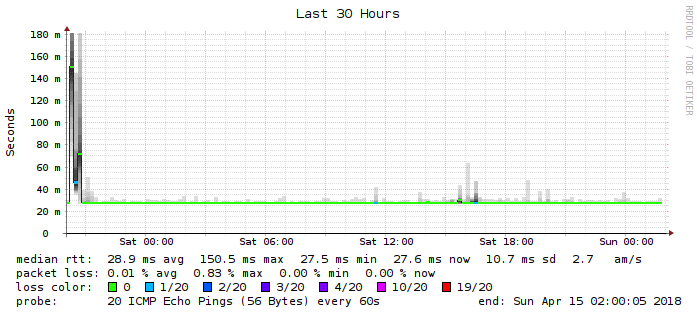 Last 30 Hours
RRDTOOL / TOBI OETIKER
Seconds
180 m
160 m
140 m
120 m
100 m
80 m
60 m
40 m
20 m
0
Sat 00:00 Sat 06:00 Sat 12:00 Sat 18:00 Sun 00:00
median rtt: 28.9 ms avg 150.5 ms max 27.5 ms min 27.6 ms now 10.7 ms sd 2.7 am/s
packet loss: 0.01 % avg 0.83 % max 0.00 % min 0.00 % now
loss color: 0 1/20 2/20 3/20 4/20 10/20 19/20
probe: 20 ICMP Echo Pings (56 Bytes) every 60s end: Sun Apr 15 02:00:05 2018